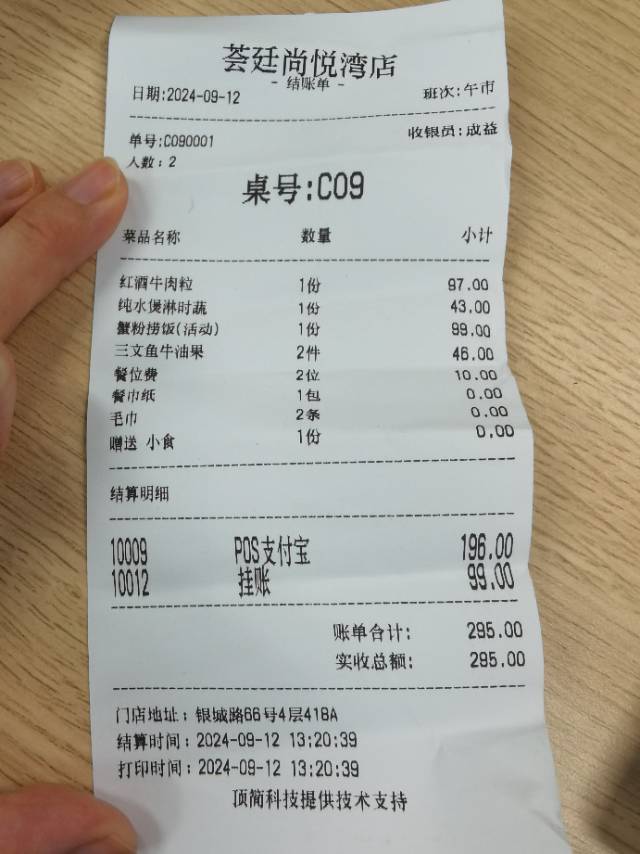 荟廷尚悦湾店
- 结账单 -
日期:2024-09-12 班次:午市
单号:C090001 收银员:成益
人数: 2
桌号:C09
菜品名称 数量 小计
红酒牛肉粒 1份 97.00
纯水煲淋时蔬 1份 43.00
蟹粉捞饭(活动) 1份 99.00
三文鱼牛油果 2件 46.00
餐位费 2位 10.00
餐巾纸 1包 0.00
毛巾 2条 0.00
赠送 小食 1份 0.00
结算明细
10009 POS支付宝 196.00
10012 挂账 99.00
账单合计: 295.00
实收总额: 295.00
门店地址: 银城路66号4层418A
结算时间: 2024-09-12 13:20:39
打印时间: 2024-09-12 13:20:39
顶简科技提供技术支持